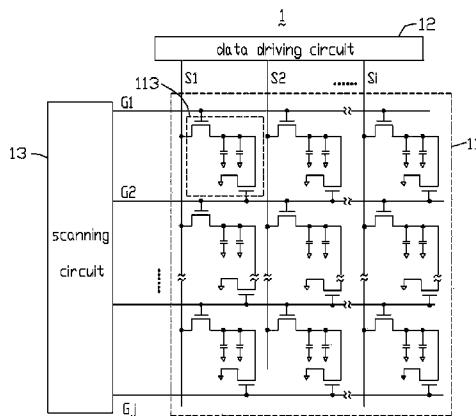 1
12
data driving circuit
S1
S2
......
Si
113
G1
11
13
G2
scanning
circuit
......
Gj